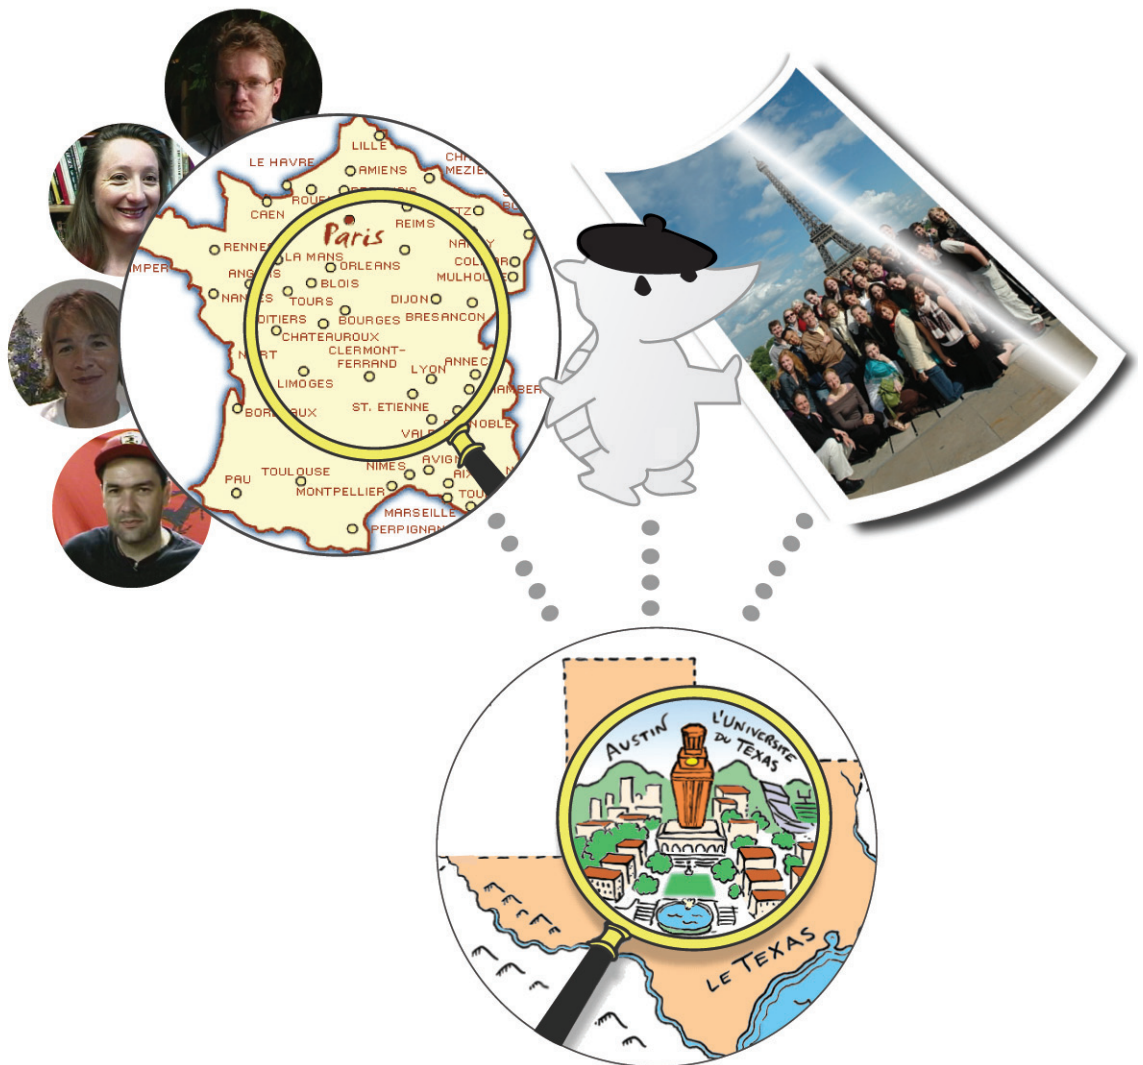 LILLE
LE HAVRE
AMIENS
CAEN
REIMS
Paris
LA MANS
ORLEANS
BLOIS
MULHOU
TOURS
DIJON
BOURGES
BRESANCON
CHATEAUROUX
CLERMONT-
FERRAND
LYON
LIMOGES
ST. ETIENNE
TOULOUSE
NIMES
PAU
MONTPELLIER
MARSEILLE
PERPIGNAN
AUSTIN
L'UNIVERSITE
DU TEXAS
LE TEXAS